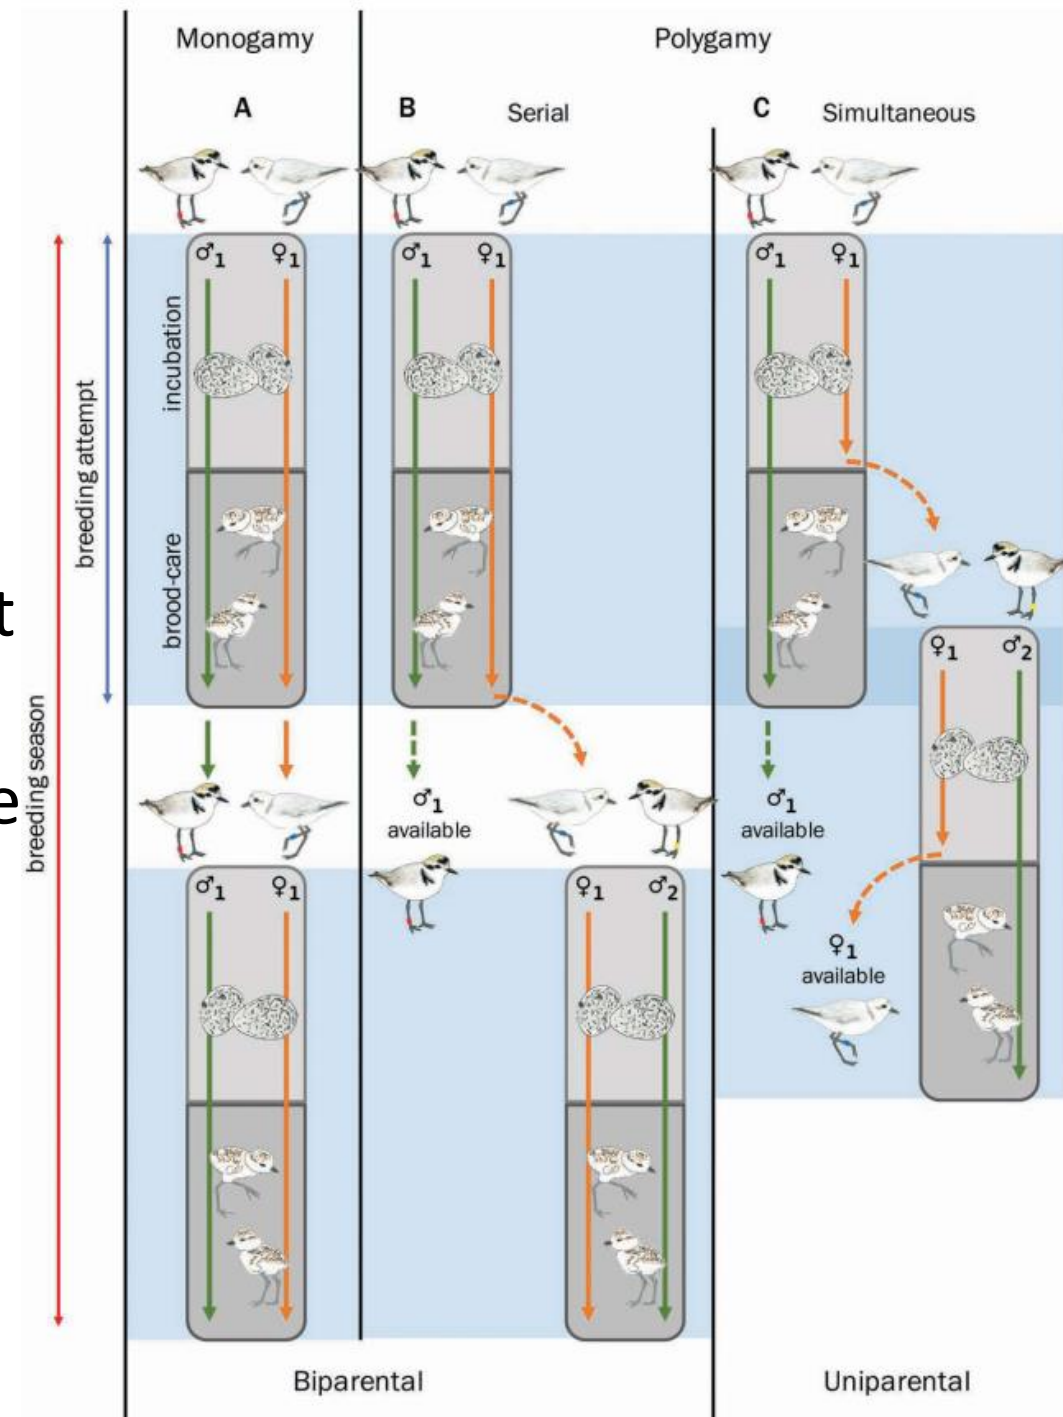 Monogamy
Polygamy
A
B
Serial
C
Simultaneous
♂1
♀1
♂1
♀1
♂1
♀1
incubation
breeding attempt
brood-care
t
♀1
♂2
breeding season
e
♂1
available
♂1
available
♂1
♀1
♀1
♂2
♀1
available
Biparental
Uniparental